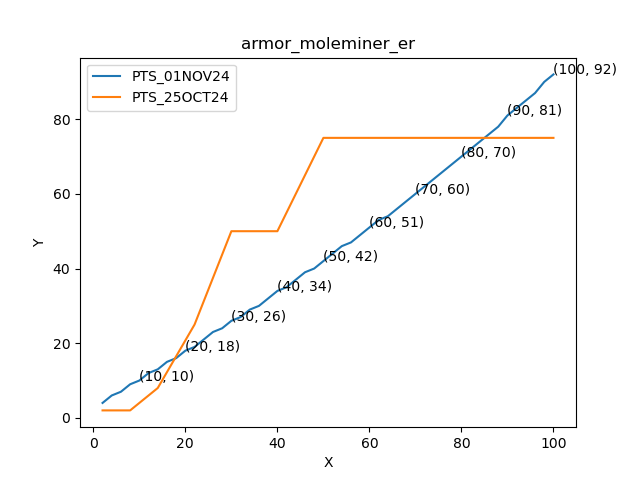 armor_moleminer_er
PTS_01NOV24
PTS_25OCT24
(100, 92)
(90, 81)
(80, 70)
(70, 60)
(60, 51)
(50, 42)
(40, 34)
(30, 26)
(20, 18)
(10, 10)
Y
80
60
40
20
0
0 20 40 60 80 100
X